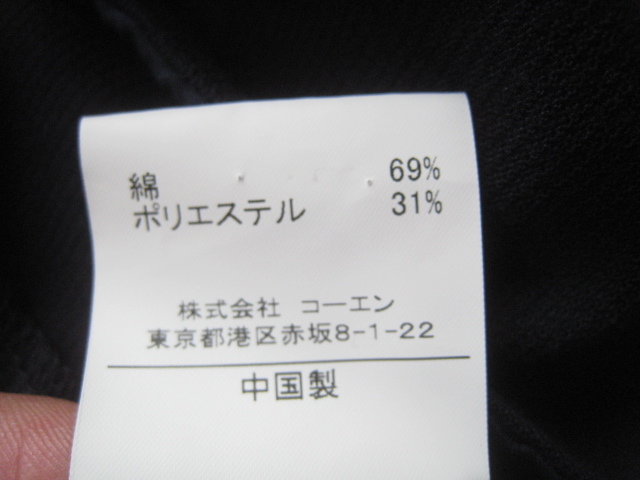 綿 69%
ポリエステル 31%
株式会社 コーエン
東京都港区赤坂8-1-22
中国製